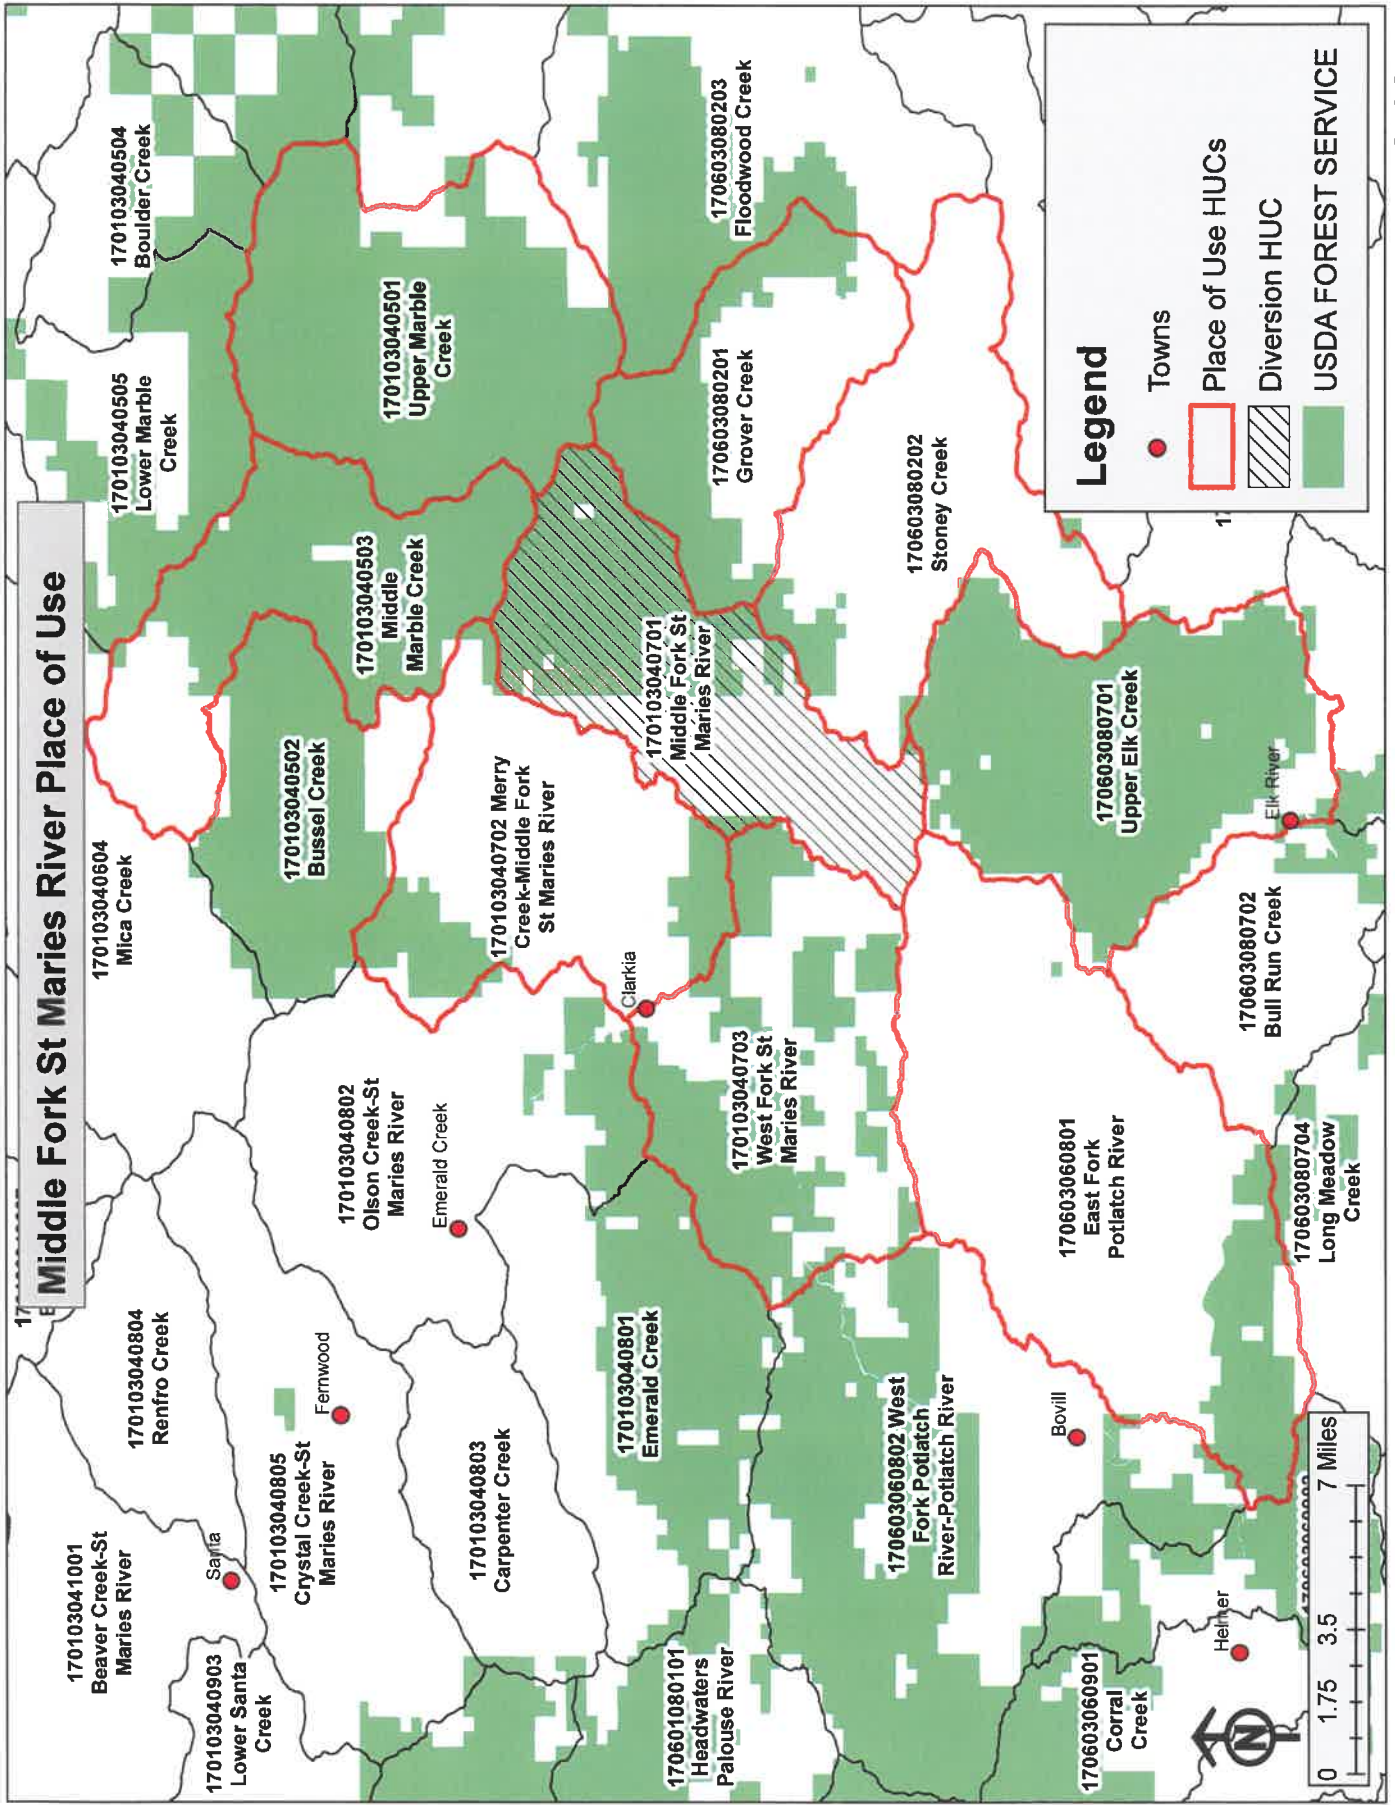 Middle Fork St Maries River Place of Use
170103041001
Beaver Creek-St
Maries River
170103040804
Renfro Creek
170103040604
Mica Creek
170103040505
Lower Marble
Creek
170103040504
Boulder Creek
170103040903
Lower Santa
Creek
Santa
170103040805
Crystal Creek-St
Maries River
Fernwood
170103040802
Olson Creek-St
Maries River
Emerald Creek
170103040502
Bussel Creek
170103040503
Middle
Marble Creek
170103040501
Upper Marble
Creek
170103040803
Carpenter Creek
170103040702 Merry
Creek-Middle Fork
St Maries River
Clarkia
170103040801
Emerald Creek
170103040701
Middle Fork St
Maries River
170603080201
Grover Creek
170603080203
Floodwood Creek
170601080101
Headwaters
Palouse River
170103040703
West Fork St
Maries River
170603060802 West
Fork Potlatch
River-Potlatch River
170603080202
Stoney Creek
Bovill
170603060801
East Fork
Potlatch River
170603080701
Upper Elk Creek
170603060901
Corral
Creek
Helmer
170603080702
Bull Run Creek
Elk River
170603080704
Long Meadow
Creek
Legend
Towns
Place of Use HUCs
Diversion HUC
USDA FOREST SERVICE
N
0 1.75 3.5 7 Miles